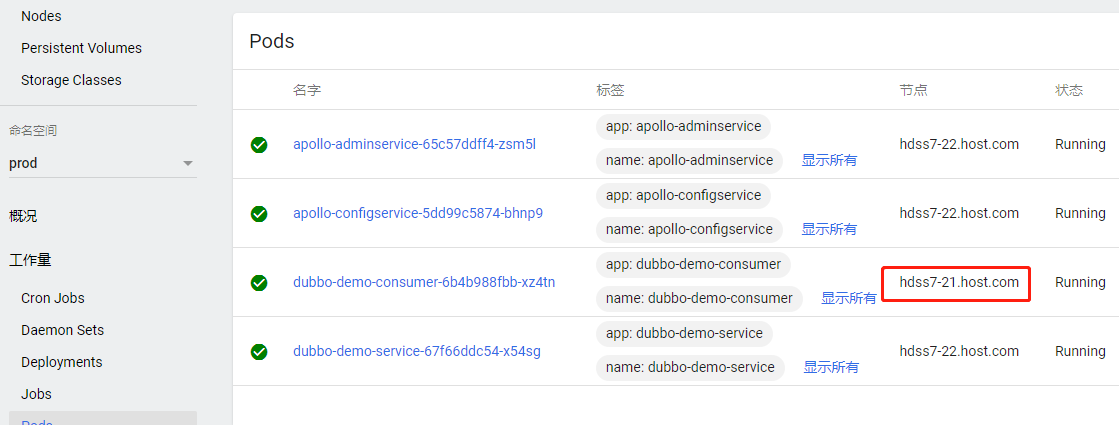 Nodes
Persistent Volumes
Storage Classes
命名空间
prod
概况
工作量
Cron Jobs
Daemon Sets
Deployments
Jobs
Pods
Pods
名字 标签 节点 状态
app: apollo-adminservice
apollo-adminservice-65c57ddff4-zsm5l hdss7-22.host.com Running
name: apollo-adminservice 显示所有
app: apollo-configservice
apollo-configservice-5dd99c5874-bhnp9 hdss7-22.host.com Running
name: apollo-configservice 显示所有
app: dubbo-demo-consumer
dubbo-demo-consumer-6b4b988fbb-xz4tn hdss7-21.host.com Running
name: dubbo-demo-consumer 显示所有
app: dubbo-demo-service
dubbo-demo-service-67f66ddc54-x54sg hdss7-22.host.com Running
name: dubbo-demo-service 显示所有